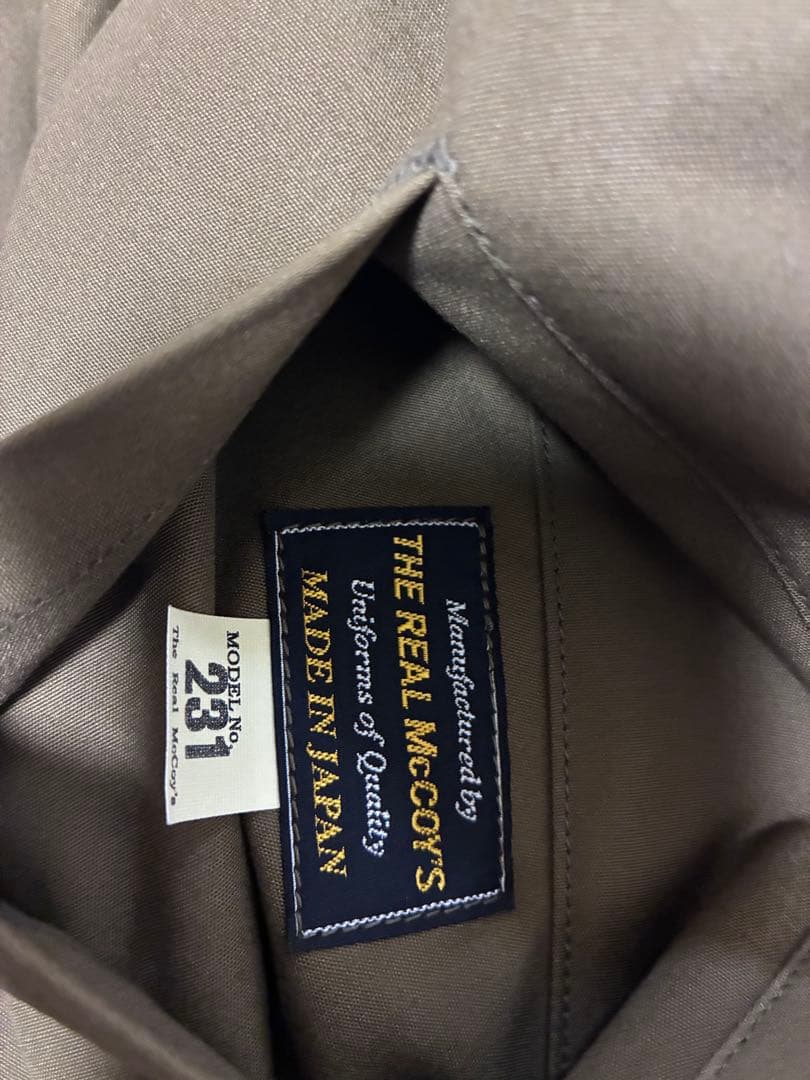 Manufactured by
THE REAL McCOY'S
Uniforms of Quality
MADE IN JAPAN
MODEL No.
231
The Real McCoy's